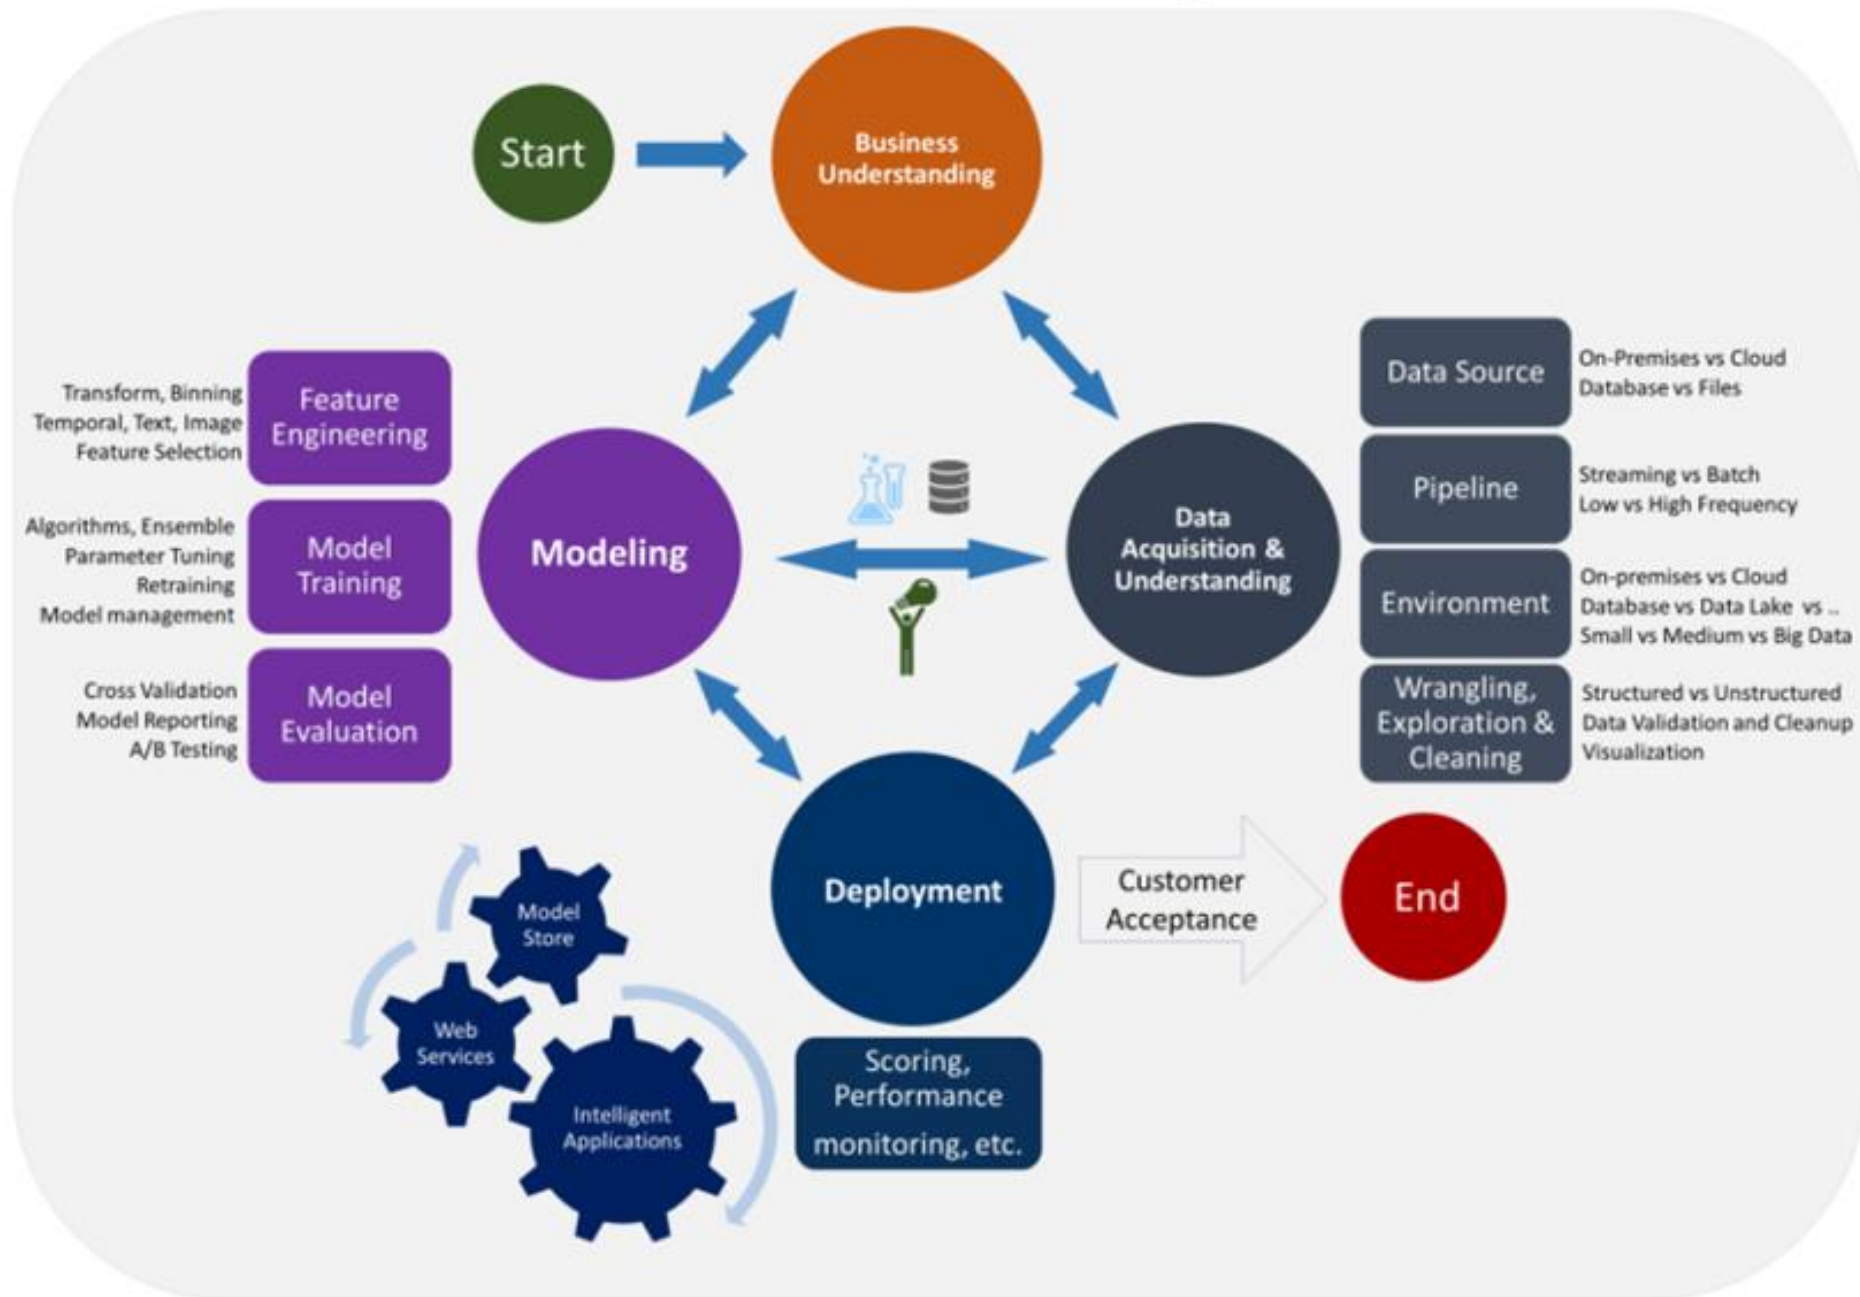 Start
Business
Understanding
Transform, Binning
Temporal, Text, Image
Feature Selection
Feature
Engineering
Algorithms, Ensemble
Parameter Tuning
Retraining
Model management
Model
Training
Cross Validation
Model Reporting
A/B Testing
Model
Evaluation
Modeling
Data
Acquisition &
Understanding
Data Source
On-Premises vs Cloud
Database vs Files
Pipeline
Streaming vs Batch
Low vs High Frequency
Environment
On-premises vs Cloud
Database vs Data Lake vs ..
Small vs Medium vs Big Data
Wrangling,
Exploration &
Cleaning
Structured vs Unstructured
Data Validation and Cleanup
Visualization
Deployment
Customer
Acceptance
End
Model
Store
Web
Services
Intelligent
Applications
Scoring,
Performance
monitoring, etc.